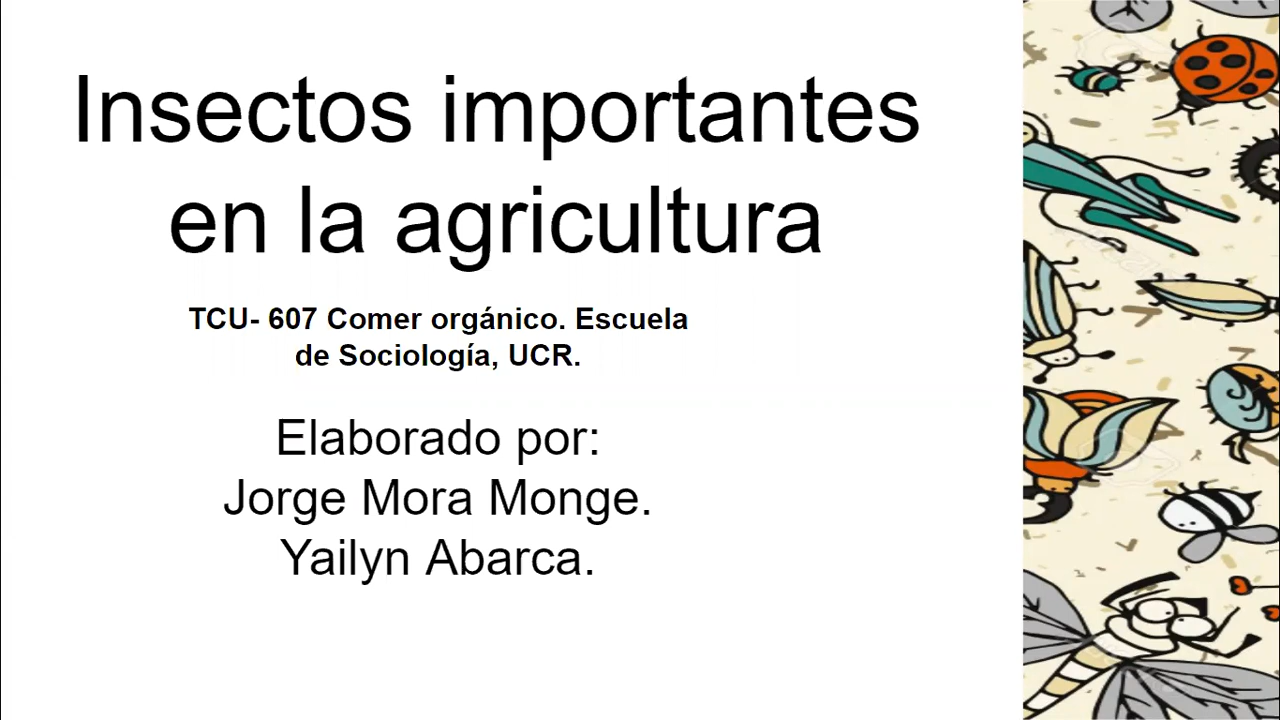 Insectos importantes
en la agricultura
TCU- 607 Comer orgánico. Escuela
de Sociología, UCR.
Elaborado por:
Jorge Mora Monge.
Yailyn Abarca.